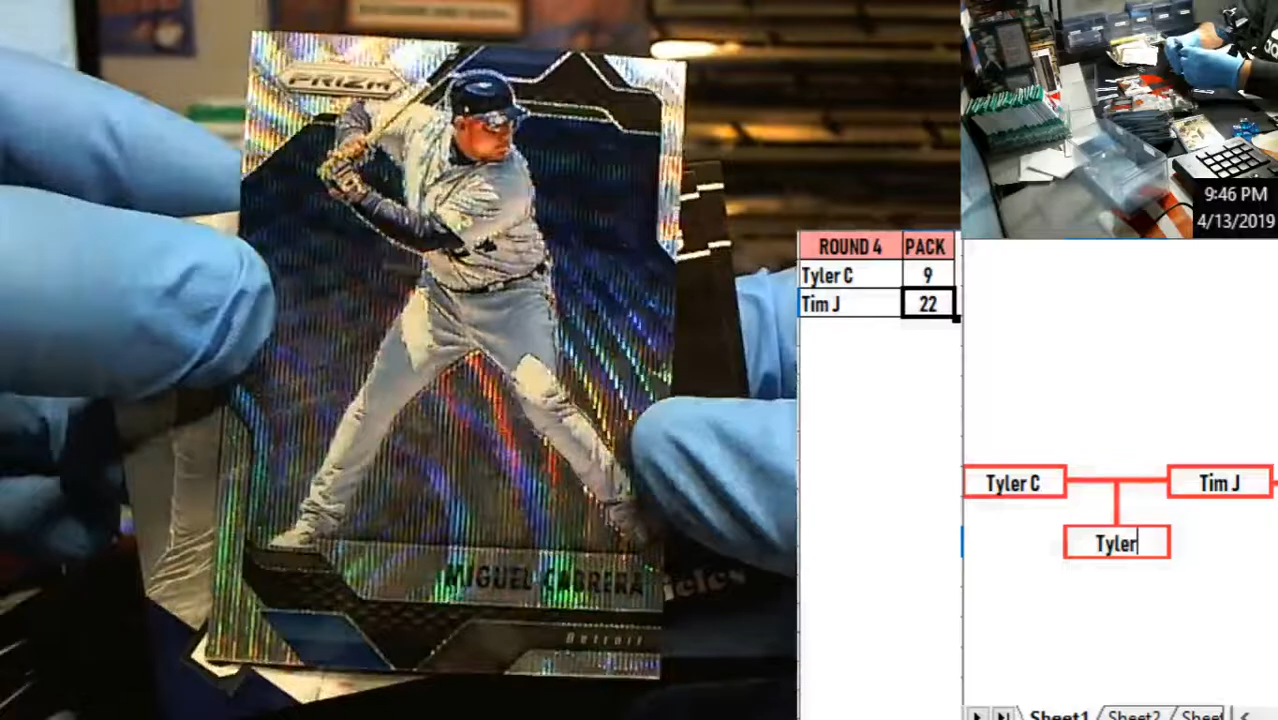 PRIZM
MIGUEL CABRERA
Detroit
9:46 PM
4/13/2019
ROUND 4 PACK
Tyler C 9
Tim J 22
Tyler C
Tim J
Tyler
Sheet1 Sheet2